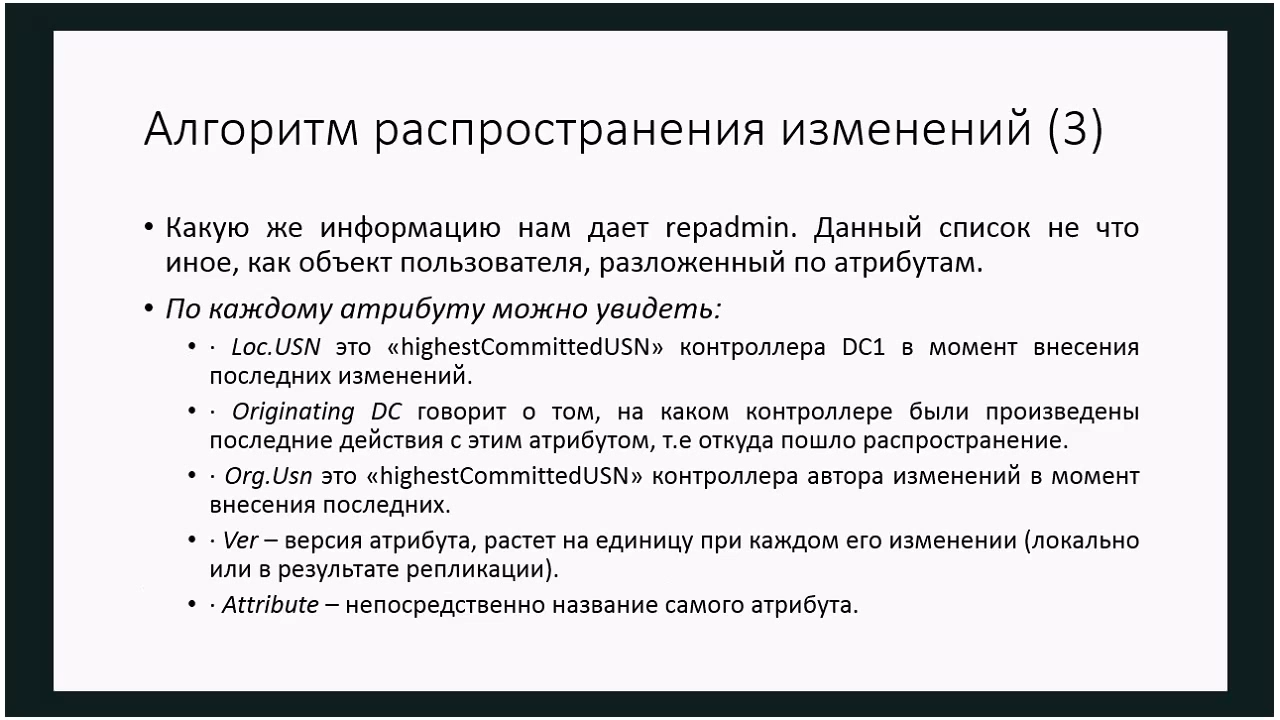 Алгоритм распространения изменений (3)
• Какую же информацию нам дает repadmin. Данный список не что
иное, как объект пользователя, разложенный по атрибутам.
• По каждому атрибуту можно увидеть:
• · Loc.USN это «highestCommittedUSN» контроллера DC1 в момент внесения
последних изменений.
• · Originating DC говорит о том, на каком контроллере были произведены
последние действия с этим атрибутом, т.е откуда пошло распространение.
• · Org.Usn это «highestCommittedUSN» контроллера автора изменений в момент
внесения последних.
• · Ver – версия атрибута, растет на единицу при каждом его изменении (локально
или в результате репликации).
• · Attribute – непосредственно название самого атрибута.